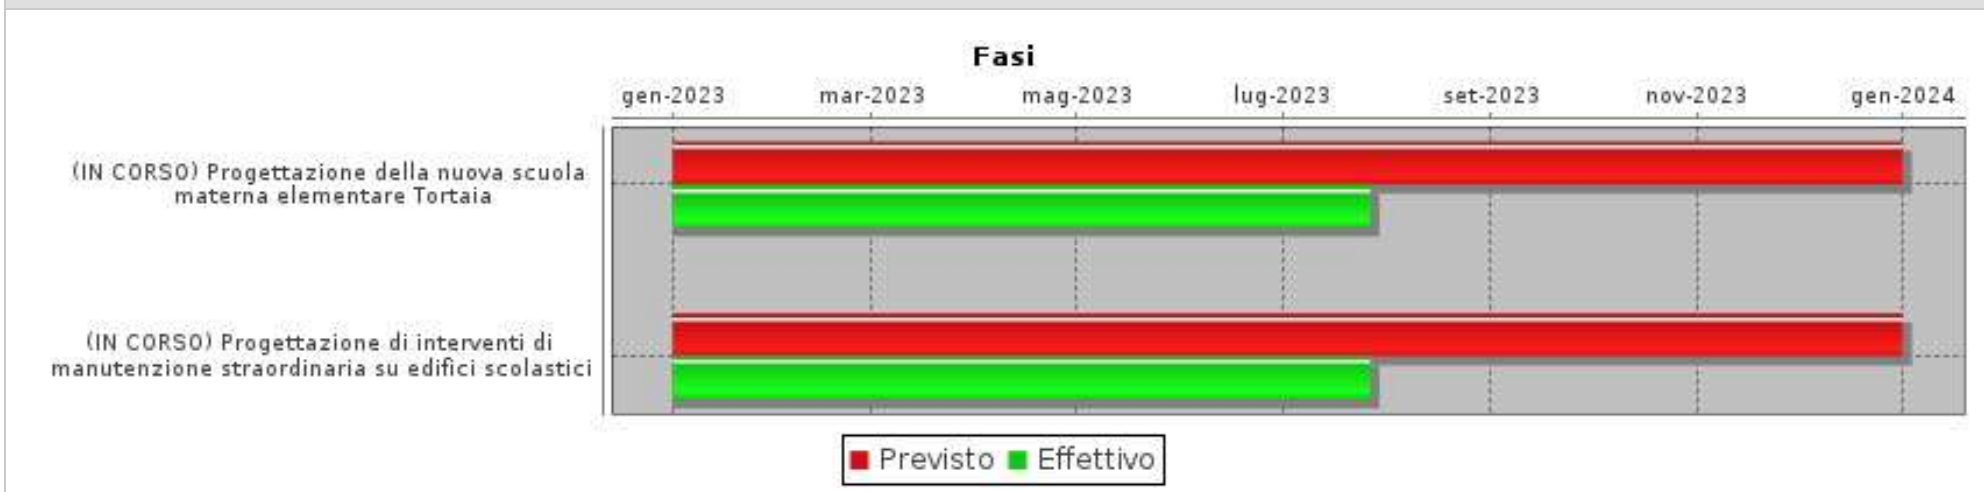 Fasi
gen-2023 mar-2023 mag-2023 lug-2023 set-2023 nov-2023 gen-2024
(IN CORSO) Progettazione della nuova scuola
materna elementare Tortaia
(IN CORSO) Progettazione di interventi di
manutenzione straordinaria su edifici scolastici
Previsto Effettivo